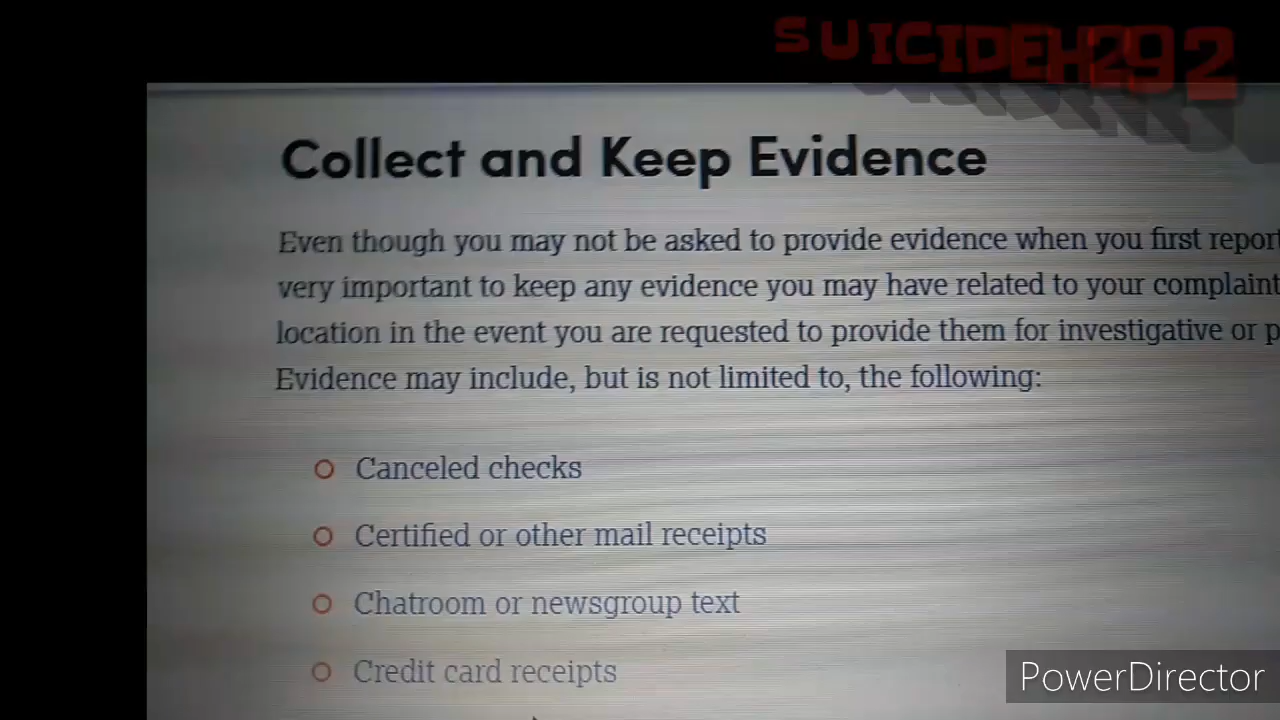 SUICIDEH292
Collect and Keep Evidence
Even though you may not be asked to provide evidence when you first report
very important to keep any evidence you may have related to your complaint
location in the event you are requested to provide them for investigative or p
Evidence may include, but is not limited to, the following:
Canceled checks
Certified or other mail receipts
Chatroom or newsgroup text
Credit card receipts
PowerDirector